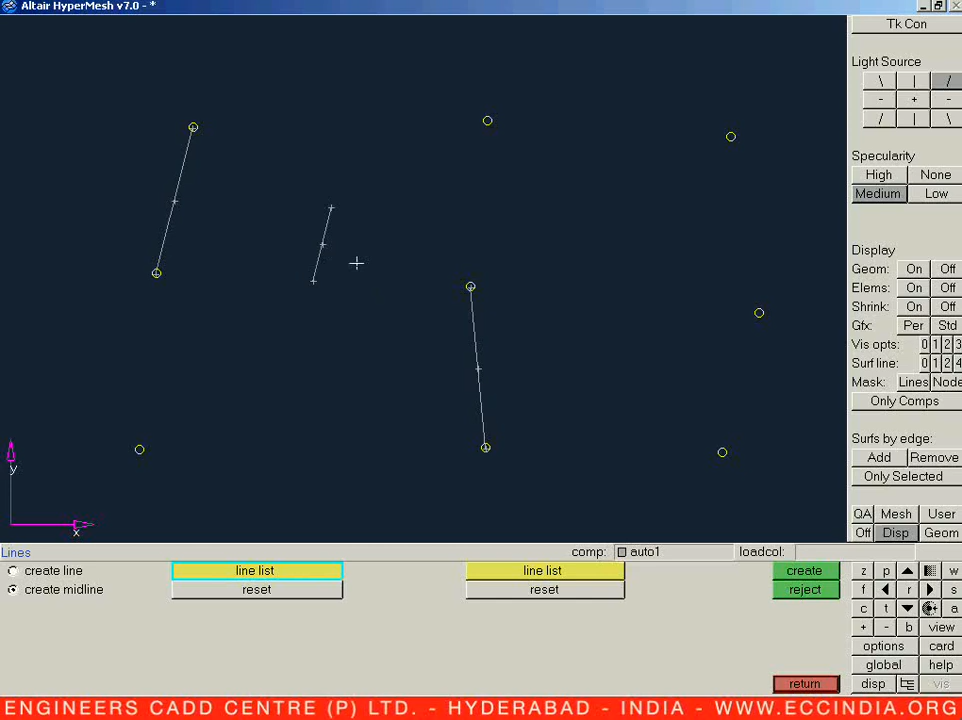 Altair HyperMesh v7.0 - *
Tk Con
Light Source
\ | /
- + -
/ | \
Specularity
High None
Medium Low
Display
Geom: On Off
Elems: On Off
Shrink: On Off
Gfx: Per Std
Vis opts: 0 1 2 3
Surf line: 0 1 2 4
Mask: Lines Node
Only Comps
Surfs by edge:
Add Remove
Only Selected
QA Mesh User
Off Disp Geom
y
x
Lines comp: auto1 loadcol:
create line line list line list create
create midline reset reset reject
return
z p w
f r s
c t a
+ - b view
options card
global help
disp vis
ENGINEERS CADD CENTRE (P) LTD. - HYDERABAD - INDIA - WWW.ECCINDIA.ORG